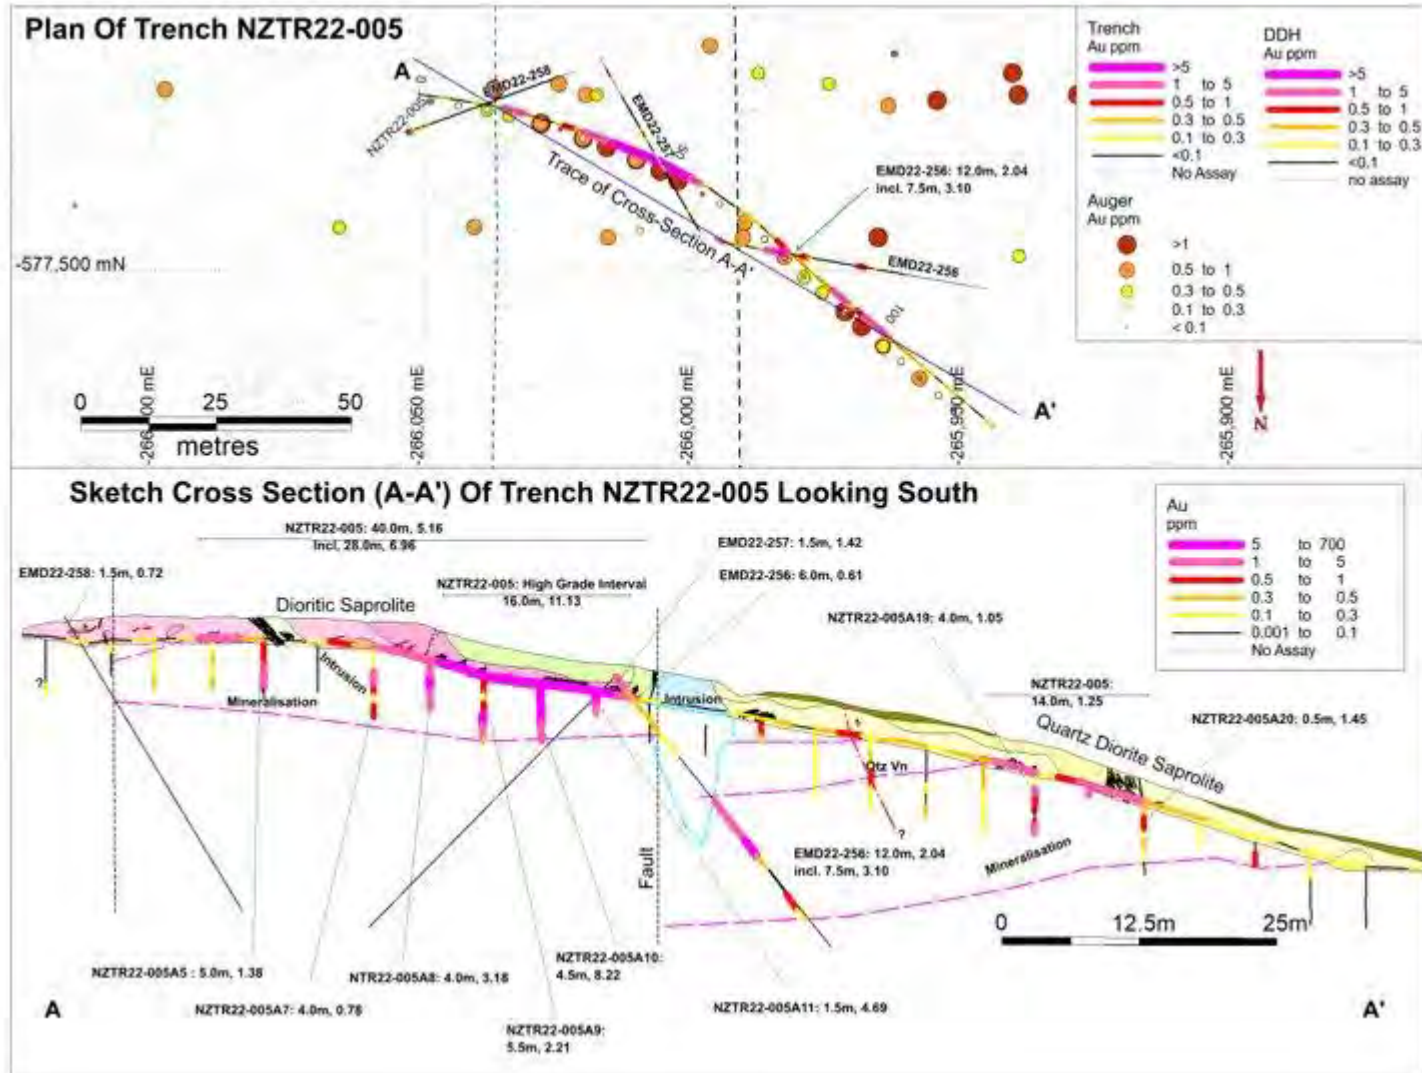 Plan Of Trench NZTR22-005
A
0
EMD22-258
NZTR22-005
EMD22-257
50
Trace of Cross-Section A-A'
EMD22-256: 12.0m, 2.04
incl. 7.5m, 3.10
EMD22-256
100
A'
-577,500 mN
0 25 50
metres
-266,050 mE
-266,000 mE
-265,900 mE
N
Trench
Au ppm
>5
1 to 5
0.5 to 1
0.3 to 0.5
0.1 to 0.3
<0.1
No Assay
DDH
Au ppm
>5
1 to 5
0.5 to 1
0.3 to 0.5
0.1 to 0.3
<0.1
no assay
Auger
Au ppm
>1
0.5 to 1
0.3 to 0.5
0.1 to 0.3
< 0.1
Sketch Cross Section (A-A') Of Trench NZTR22-005 Looking South
NZTR22-005: 40.0m, 5.16
Incl, 28.0m, 6.96
EMD22-257: 1.5m, 1.42
EMD22-258: 1.5m, 0.72
EMD22-256: 6.0m, 0.61
NZTR22-005: High Grade Interval
16.0m, 11.13
Dioritic Saprolite
NZTR22-005A19: 4.0m, 1.05
Au
ppm
5 to 700
1 to 5
0.5 to 1
0.3 to 0.5
0.1 to 0.3
0.001 to 0.1
No Assay
NZTR22-005:
14.0m, 1.25
NZTR22-005A20: 0.5m, 1.45
?
Intrusion
Mineralisation
Intrusion
Quartz Diorite Saprolite
Qtz Vn
?
EMD22-256: 12.0m, 2.04
incl. 7.5m, 3.10
Mineralisation
Fault
0 12.5m 25m
NZTR22-005A5 : 5.0m, 1.38
NTR22-005A8: 4.0m, 3.18
NZTR22-005A10:
4.5m, 8.22
NZTR22-005A7: 4.0m, 0.78
NZTR22-005A9:
5.5m, 2.21
NZTR22-005A11: 1.5m, 4.69
A
A'